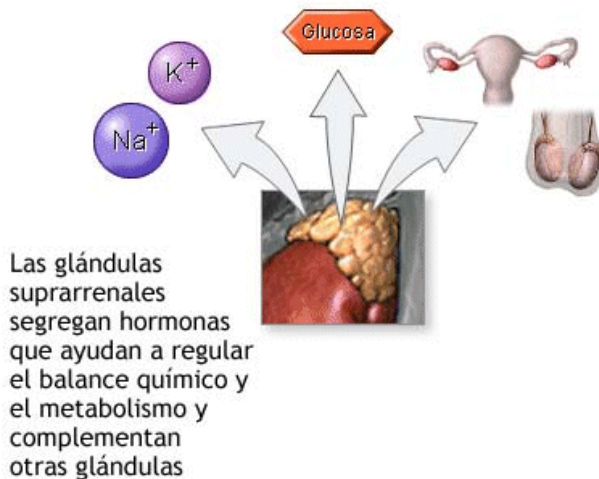 Glucosa
K+
Na+
Las glándulas
suprarrenales
segregan hormonas
que ayudan a regular
el balance químico y
el metabolismo y
complementan
otras glándulas